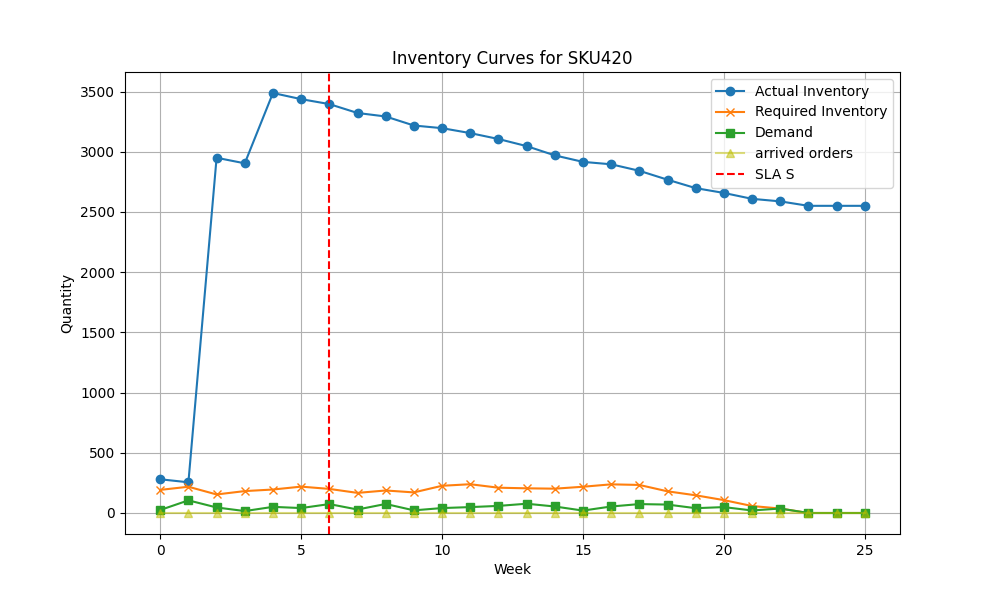 Inventory Curves for SKU420
Actual Inventory
Required Inventory
Demand
arrived orders
SLA S
Quantity
3500
3000
2500
2000
1500
1000
500
0
0 5 10 15 20 25
Week